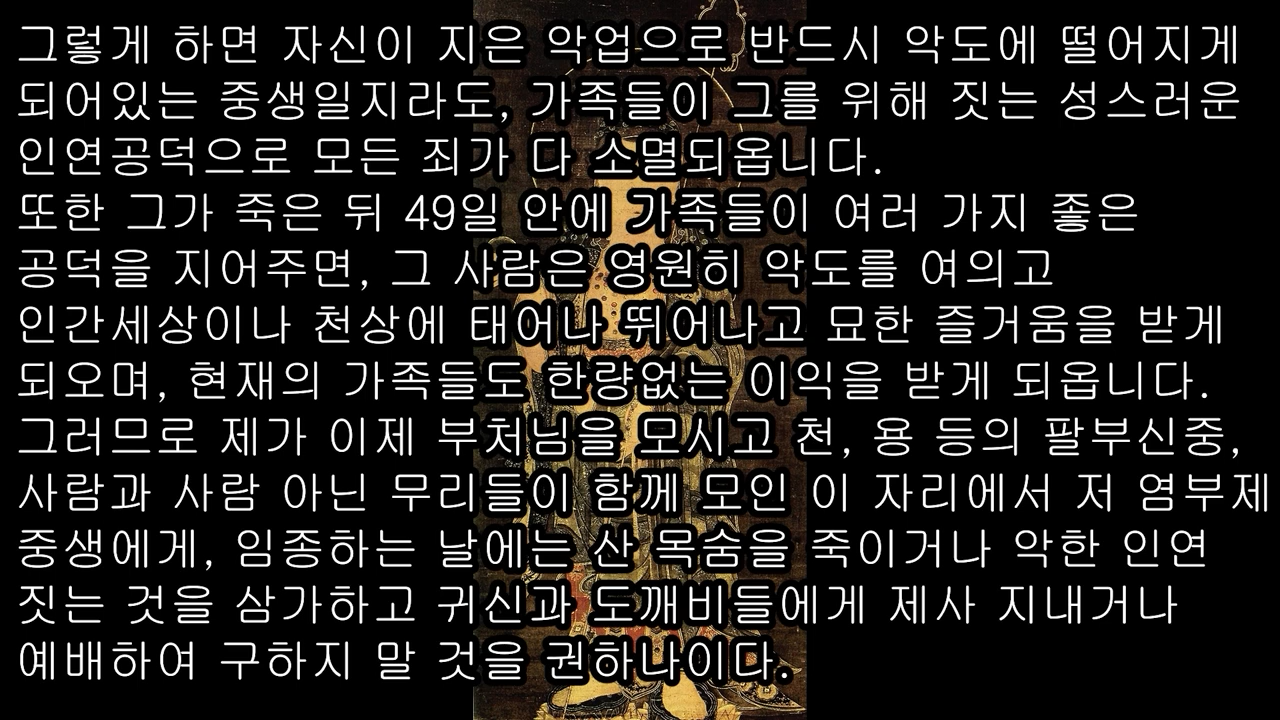 그렇게 하면 자신이 지은 악업으로 반드시 악도에 떨어지게
되어있는 중생일지라도, 가족들이 그를 위해 짓는 성스러운
인연공덕으로 모든 죄가 다 소멸되옵니다.
또한 그가 죽은 뒤 49일 안에 가족들이 여러 가지 좋은
공덕을 지어주면, 그 사람은 영원히 악도를 여의고
인간세상이나 천상에 태어나 뛰어나고 묘한 즐거움을 받게
되오며, 현재의 가족들도 한량없는 이익을 받게 되옵니다.
그러므로 제가 이제 부처님을 모시고 천, 용 등의 팔부신중,
사람과 사람 아닌 무리들이 함께 모인 이 자리에서 저 염부제
중생에게, 임종하는 날에는 산 목숨을 죽이거나 악한 인연
짓는 것을 삼가하고 귀신과 도깨비들에게 제사 지내거나
예배하여 구하지 말 것을 권하나이다.